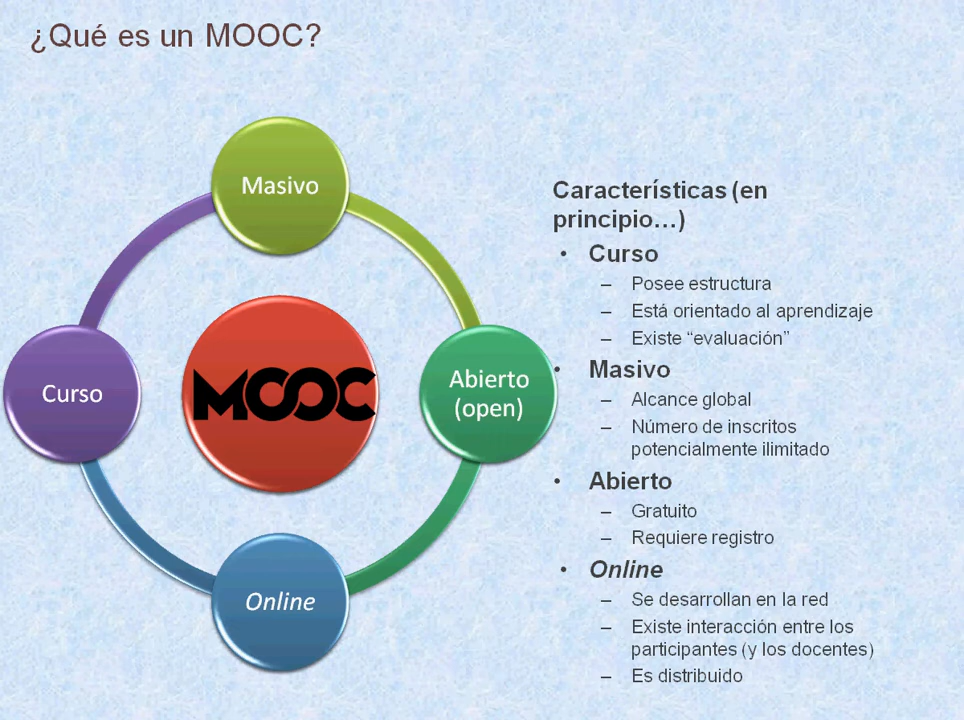 ¿Qué es un MOOC?
Masivo
Curso
MOOC
Abierto
(open)
Online
Características (en
principio…)
• Curso
– Posee estructura
– Está orientado al aprendizaje
– Existe “evaluación”
• Masivo
– Alcance global
– Número de inscritos
potencialmente ilimitado
• Abierto
– Gratuito
– Requiere registro
• Online
– Se desarrollan en la red
– Existe interacción entre los
participantes (y los docentes)
– Es distribuido